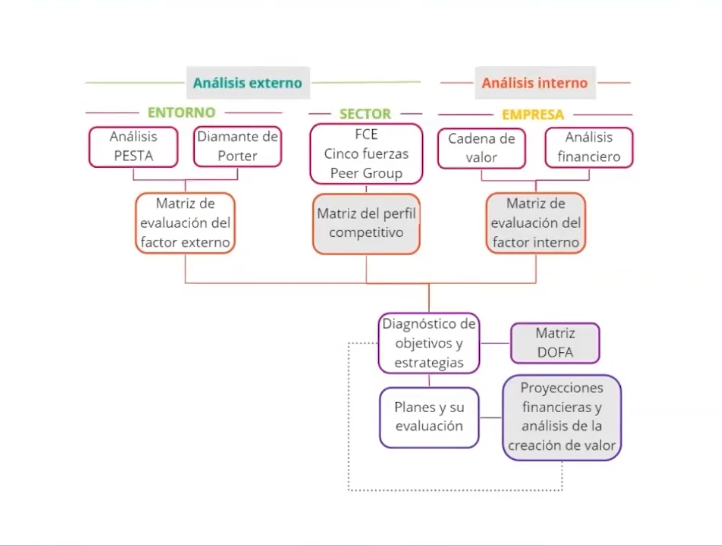 Análisis externo
Análisis interno
ENTORNO
SECTOR
EMPRESA
Análisis
PESTA
Diamante de
Porter
FCE
Cinco fuerzas
Peer Group
Cadena de
valor
Análisis
financiero
Matriz de
evaluación del
factor externo
Matriz del perfil
competitivo
Matriz de
evaluación del
factor interno
Diagnóstico de
objetivos y
estrategias
Matriz
DOFA
Planes y su
evaluación
Proyecciones
financieras y
análisis de la
creación de valor